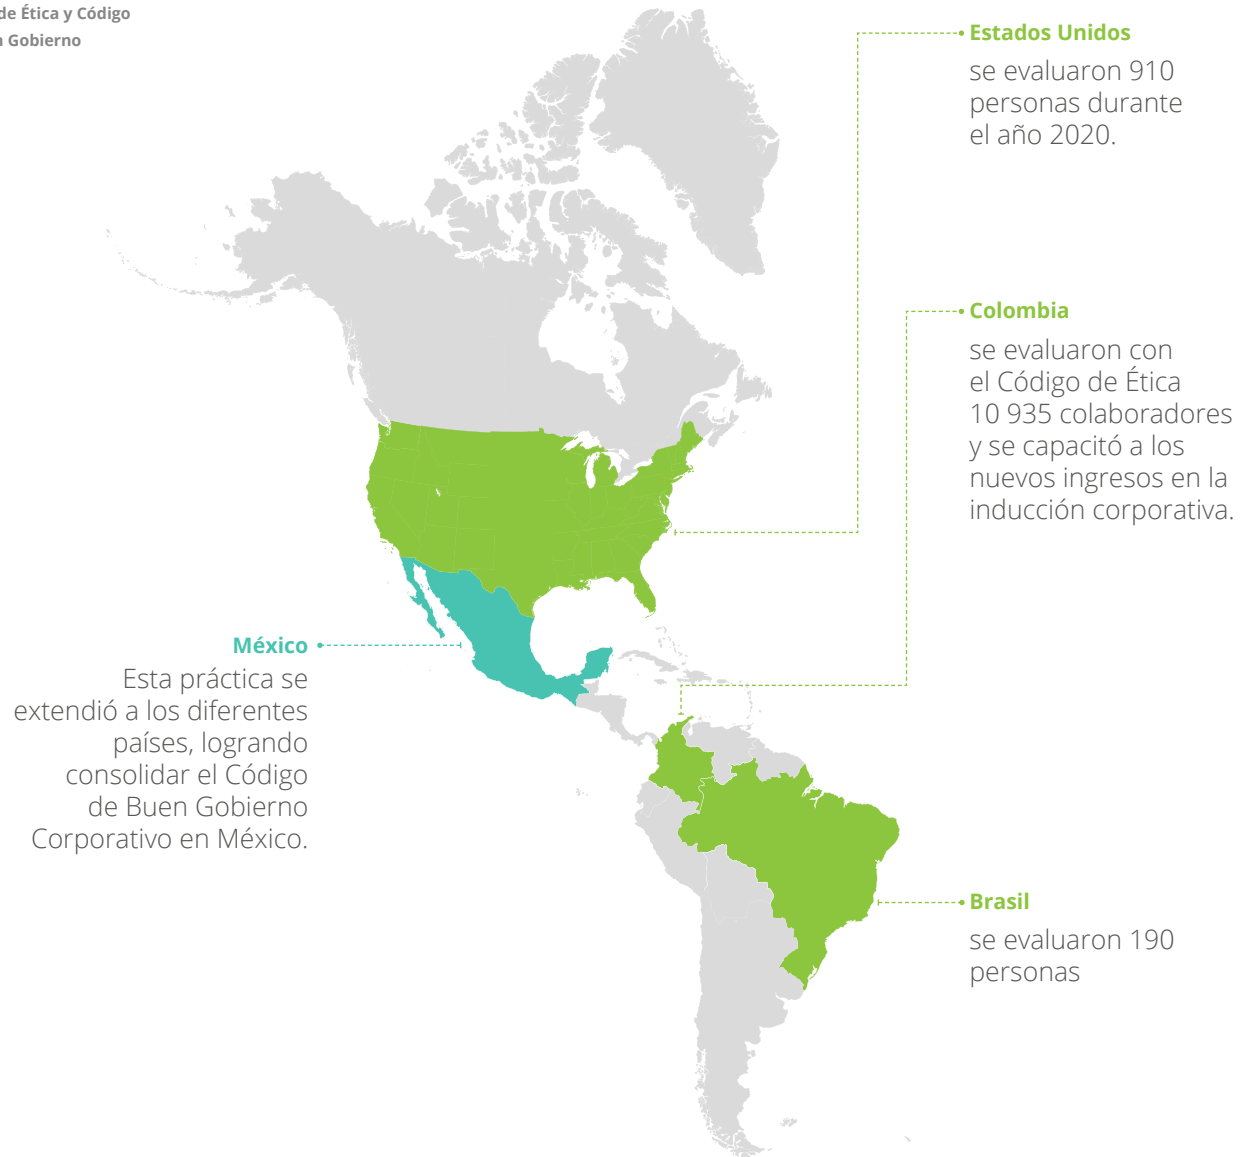 de Ética y Código
Gobierno
Estados Unidos
se evaluaron 910
personas durante
el año 2020.
Colombia
se evaluaron con
el Código de Ética
10 935 colaboradores
y se capacitó a los
nuevos ingresos en la
inducción corporativa.
México
Esta práctica se
extendió a los diferentes
países, logrando
consolidar el Código
de Buen Gobierno
Corporativo en México.
Brasil
se evaluaron 190
personas